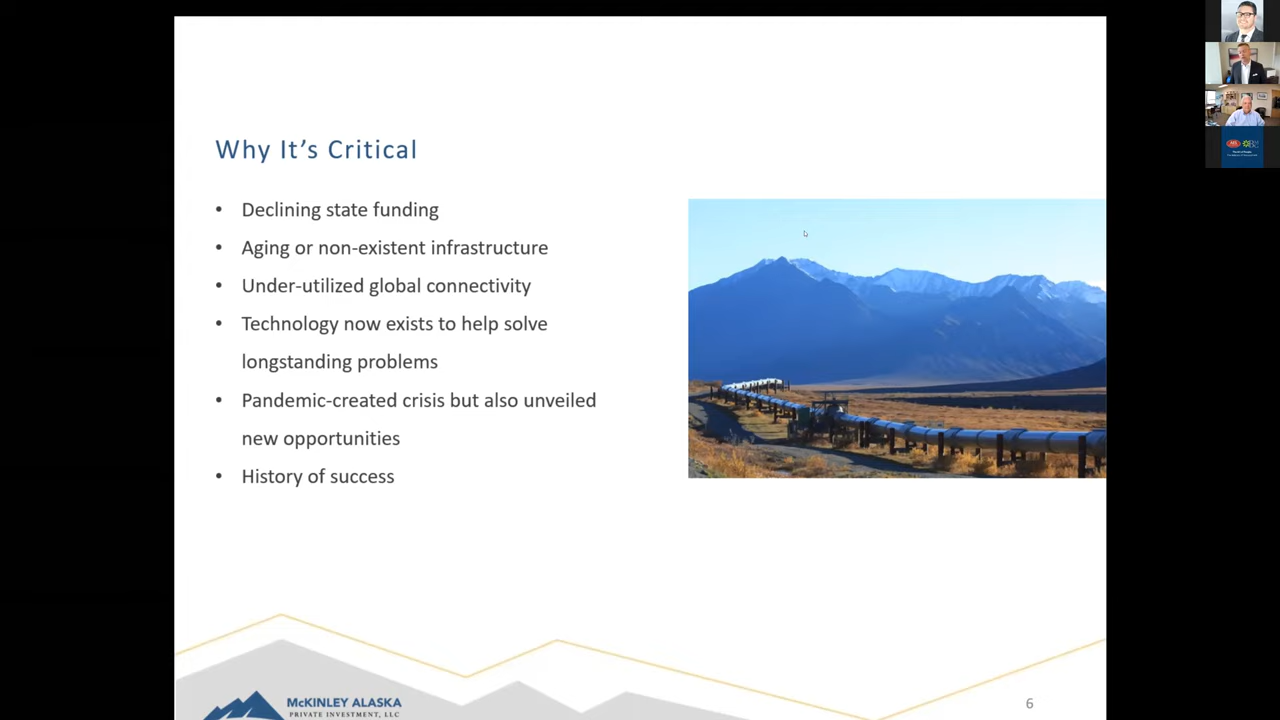 Why It's Critical
• Declining state funding
• Aging or non-existent infrastructure
• Under-utilized global connectivity
• Technology now exists to help solve
longstanding problems
• Pandemic-created crisis but also unveiled
new opportunities
• History of success
McKINLEY ALASKA
PRIVATE INVESTMENT, LLC
6